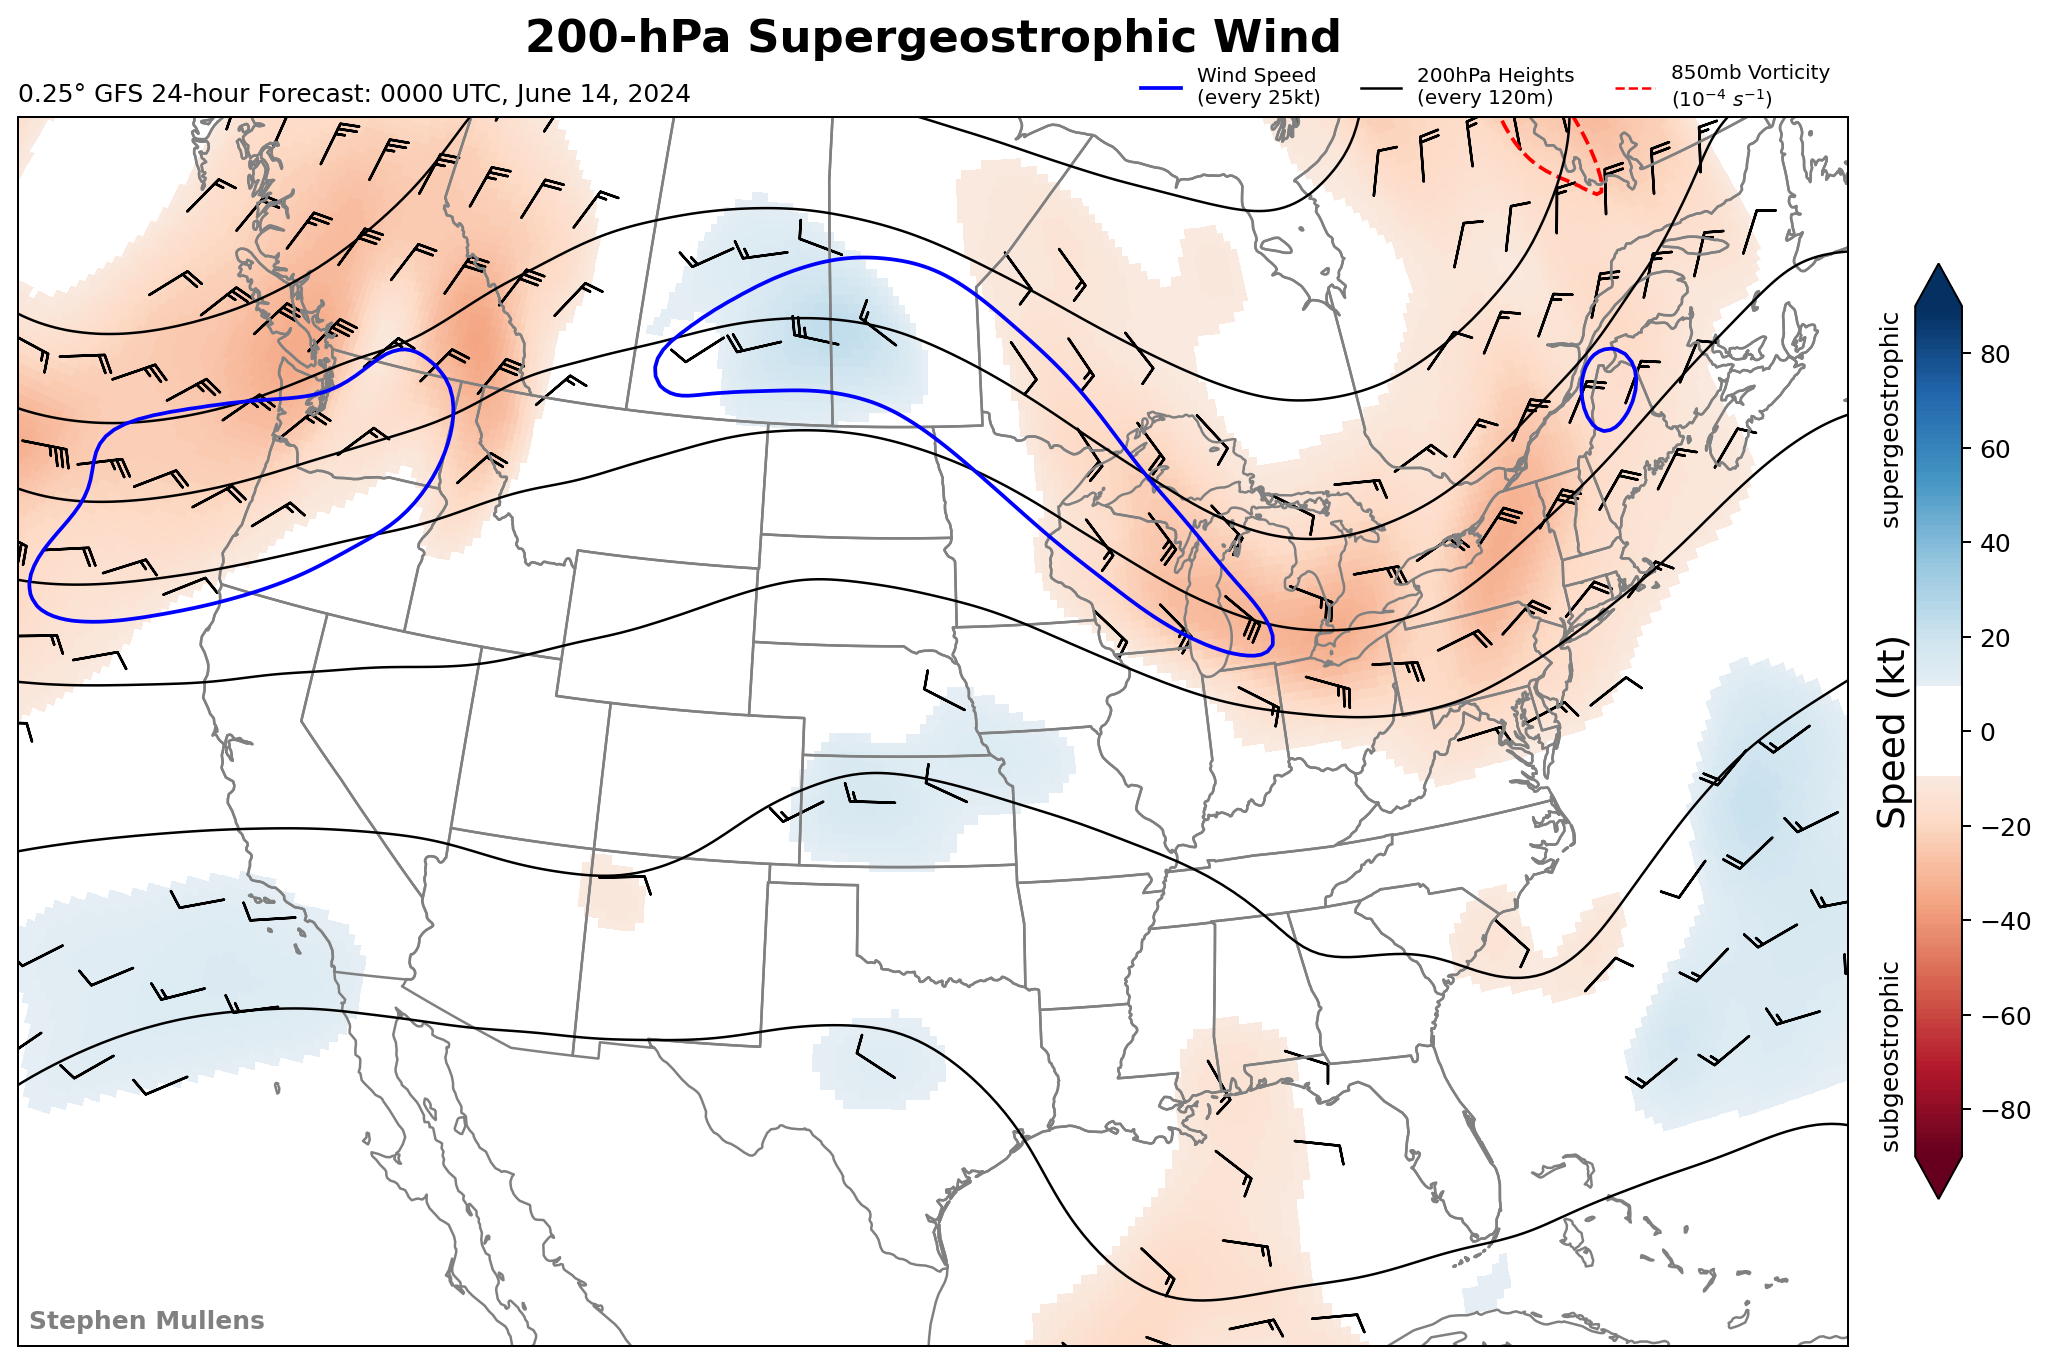 200-hPa Supergeostrophic Wind
0.25° GFS 24-hour Forecast: 0000 UTC, June 14, 2024
Wind Speed
(every 25kt)
200hPa Heights
(every 120m)
850mb Vorticity
(10⁻⁴ s⁻¹)
supergeostrophic
subgeostrophic
Speed (kt)
80
60
40
20
0
−20
−40
−60
−80
Stephen Mullens